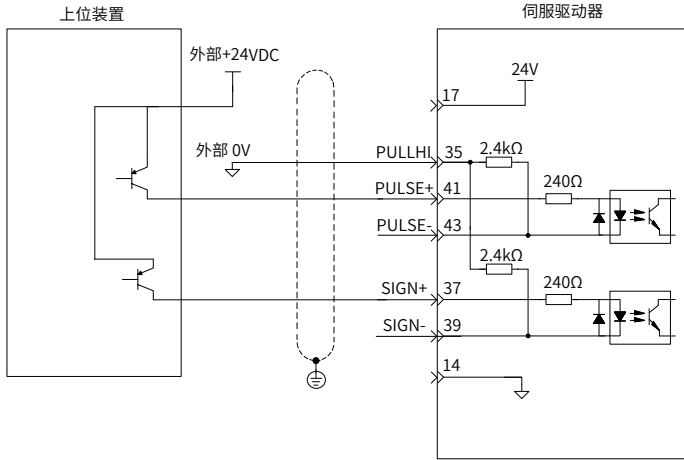 上位装置
伺服驱动器
外部+24VDC
24V
17
外部 0V
PULLHI 35 2.4kΩ
PULSE+ 41 240Ω
PULSE- 43
2.4kΩ
SIGN+ 37 240Ω
SIGN- 39
14